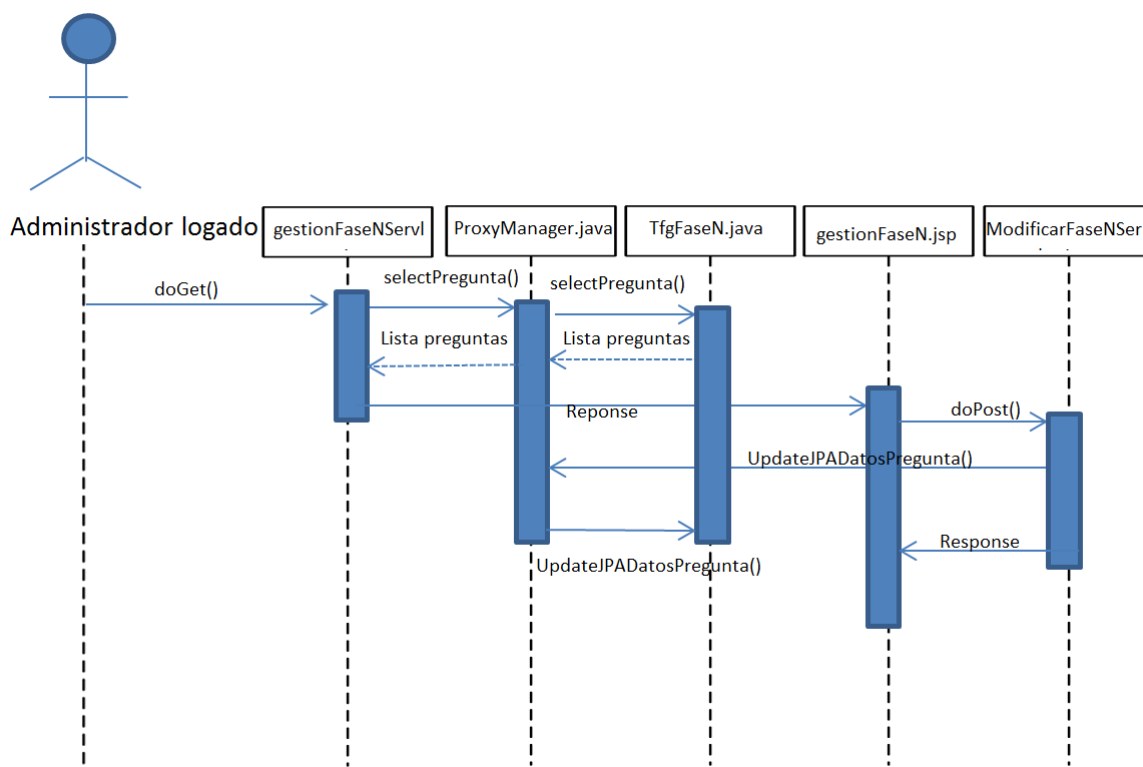 Administrador logado
gestionFaseNServl
ProxyManager.java
TfgFaseN.java
gestionFaseN.jsp
ModificarFaseNSer
doGet()
selectPregunta()
selectPregunta()
Lista preguntas
Lista preguntas
Reponse
doPost()
UpdateJPADatosPregunta()
Response
UpdateJPADatosPregunta()